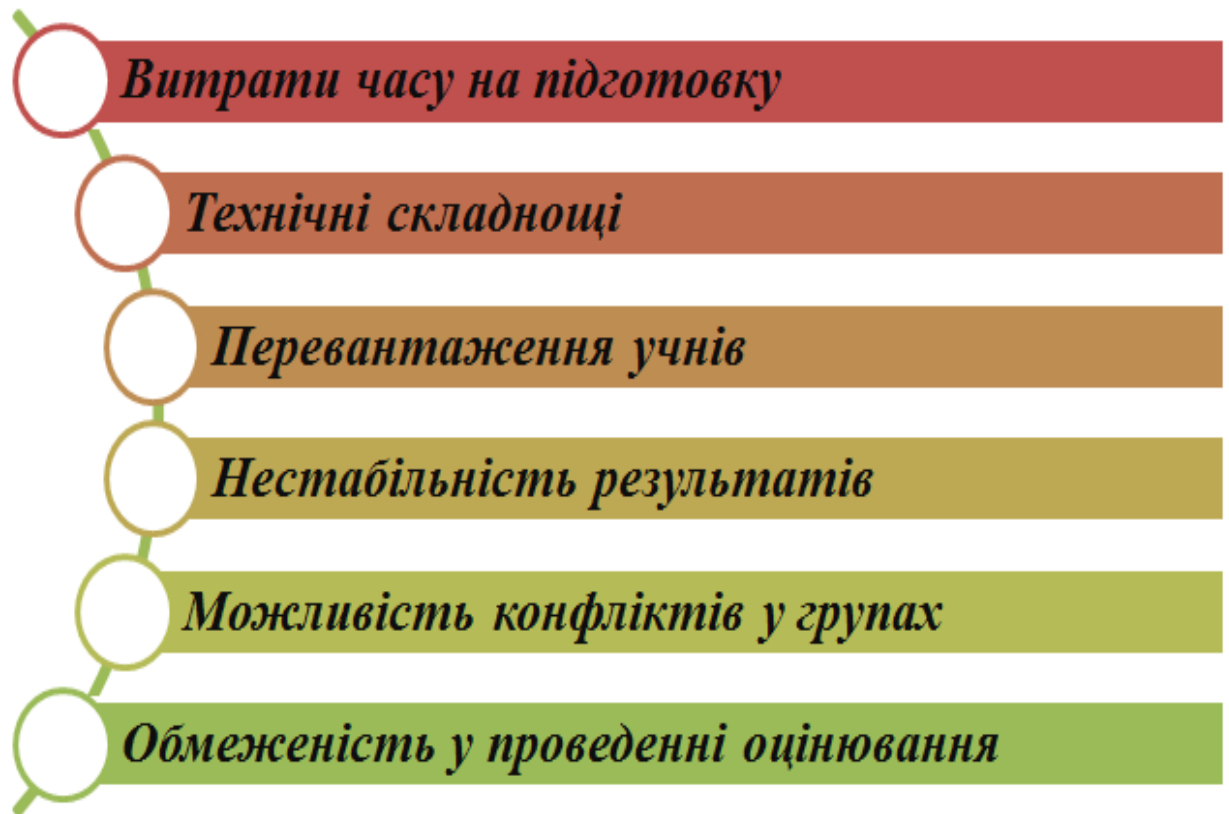 Витрати часу на підготовку
Технічні складнощі
Перевантаження учнів
Нестабільність результатів
Можливість конфліктів у групах
Обмеженість у проведенні оцінювання